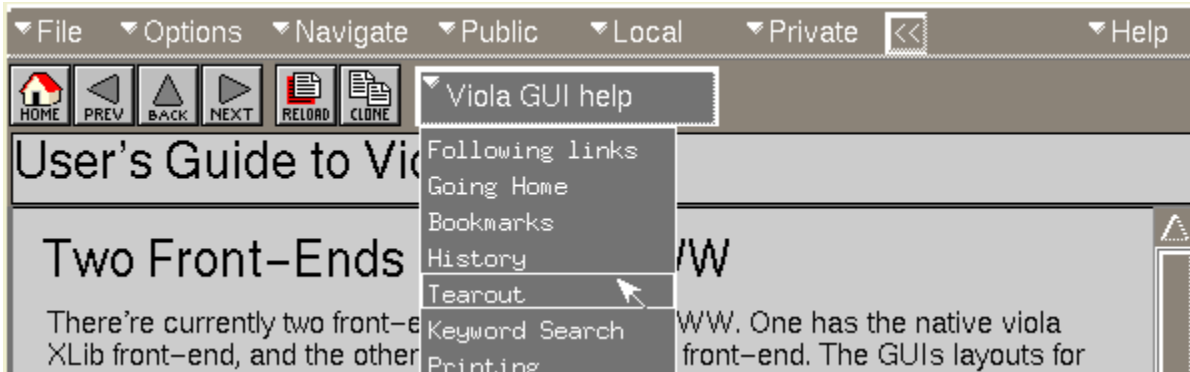 File Options Navigate Public Local Private << Help
HOME PREV BACK NEXT RELOAD CLONE Viola GUI help
User's Guide to Vi
Following links
Going Home
Bookmarks
History
Tearout
Keyword Search
Printing
Two Front-Ends WW
There're currently two front-e WW. One has the native viola
XLib front-end, and the other front-end. The GUIs layouts for